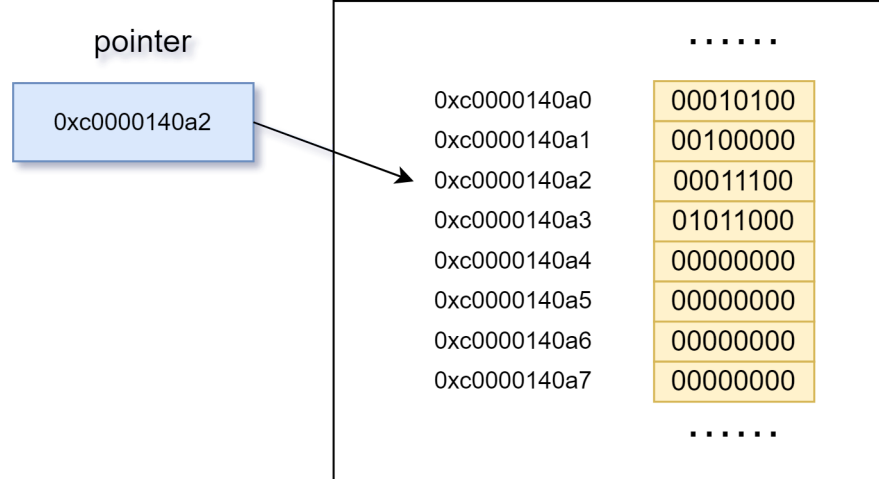 pointer
0xc0000140a2
......
0xc0000140a0 00010100
0xc0000140a1 00100000
0xc0000140a2 00011100
0xc0000140a3 01011000
0xc0000140a4 00000000
0xc0000140a5 00000000
0xc0000140a6 00000000
0xc0000140a7 00000000
......